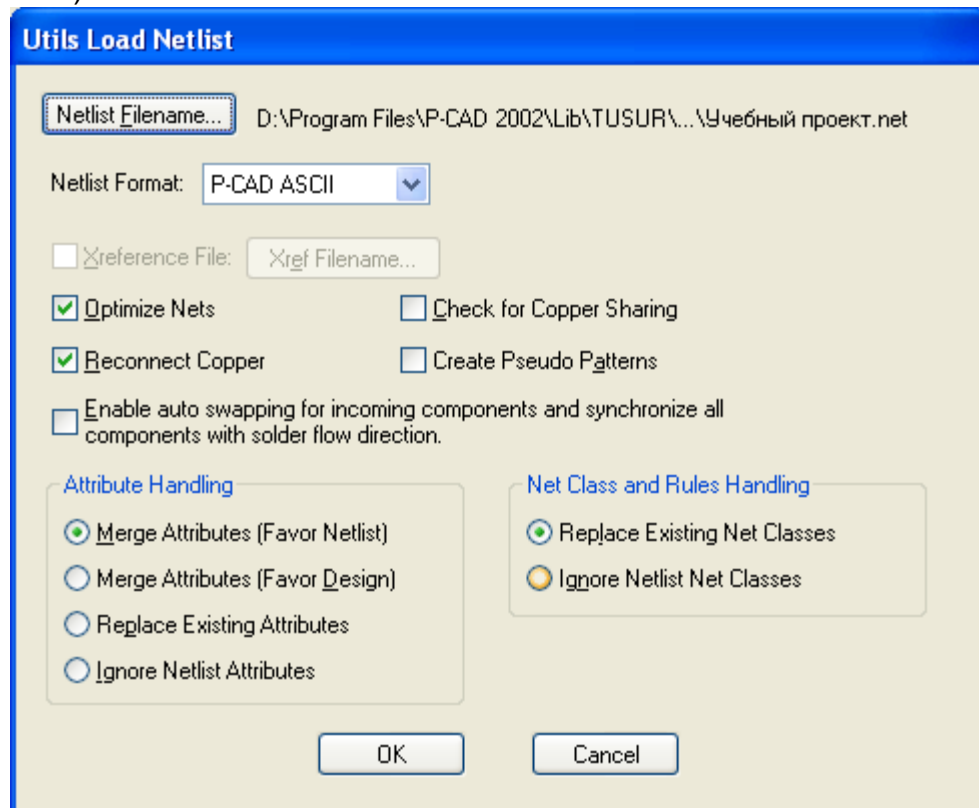 Utils Load Netlist
Netlist Filename... D:\Program Files\P-CAD 2002\Lib\TUSUR\...\Учебный проект.net
Netlist Format: P-CAD ASCII
Xreference File: Xref Filename...
Optimize Nets Check for Copper Sharing
Reconnect Copper Create Pseudo Patterns
Enable auto swapping for incoming components and synchronize all
components with solder flow direction.
Attribute Handling Net Class and Rules Handling
Merge Attributes (Favor Netlist) Replace Existing Net Classes
Merge Attributes (Favor Design) Ignore Netlist Net Classes
Replace Existing Attributes
Ignore Netlist Attributes
OK Cancel